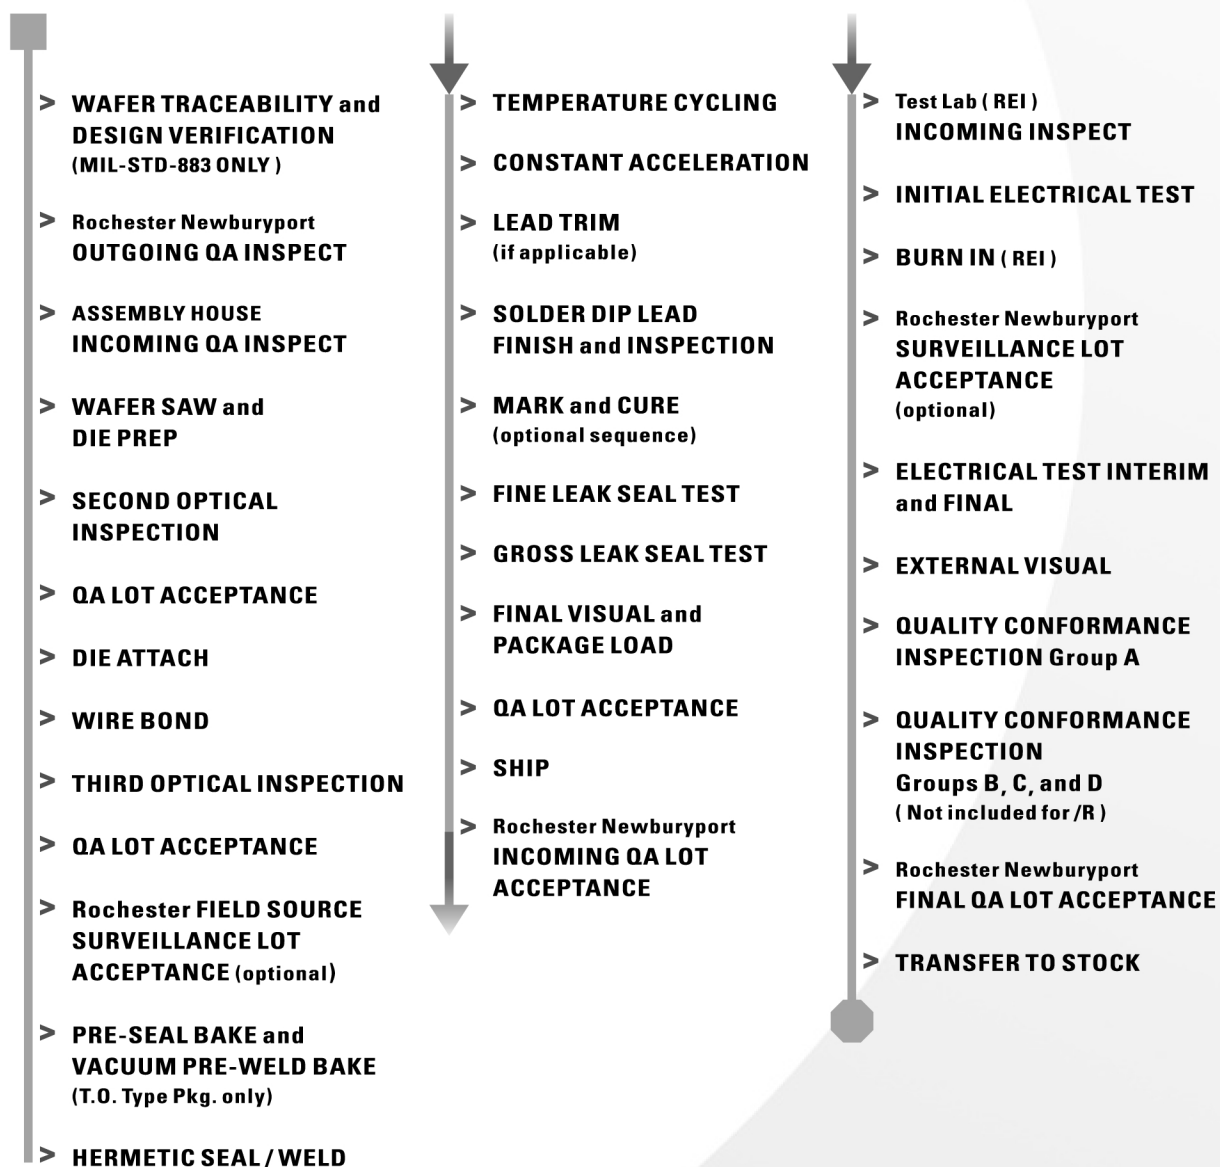 > WAFER TRACEABILITY and
DESIGN VERIFICATION
(MIL-STD-883 ONLY )
> Rochester Newburyport
OUTGOING QA INSPECT
> ASSEMBLY HOUSE
INCOMING QA INSPECT
> WAFER SAW and
DIE PREP
> SECOND OPTICAL
INSPECTION
> QA LOT ACCEPTANCE
> DIE ATTACH
> WIRE BOND
> THIRD OPTICAL INSPECTION
> QA LOT ACCEPTANCE
> Rochester FIELD SOURCE
SURVEILLANCE LOT
ACCEPTANCE (optional)
> PRE-SEAL BAKE and
VACUUM PRE-WELD BAKE
(T.O. Type Pkg. only)
> HERMETIC SEAL / WELD
> TEMPERATURE CYCLING
> CONSTANT ACCELERATION
> LEAD TRIM
(if applicable)
> SOLDER DIP LEAD
FINISH and INSPECTION
> MARK and CURE
(optional sequence)
> FINE LEAK SEAL TEST
> GROSS LEAK SEAL TEST
> FINAL VISUAL and
PACKAGE LOAD
> QA LOT ACCEPTANCE
> SHIP
> Rochester Newburyport
INCOMING QA LOT
ACCEPTANCE
> Test Lab ( REI )
INCOMING INSPECT
> INITIAL ELECTRICAL TEST
> BURN IN ( REI )
> Rochester Newburyport
SURVEILLANCE LOT
ACCEPTANCE
(optional)
> ELECTRICAL TEST INTERIM
and FINAL
> EXTERNAL VISUAL
> QUALITY CONFORMANCE
INSPECTION Group A
> QUALITY CONFORMANCE
INSPECTION
Groups B, C, and D
( Not included for /R )
> Rochester Newburyport
FINAL QA LOT ACCEPTANCE
> TRANSFER TO STOCK